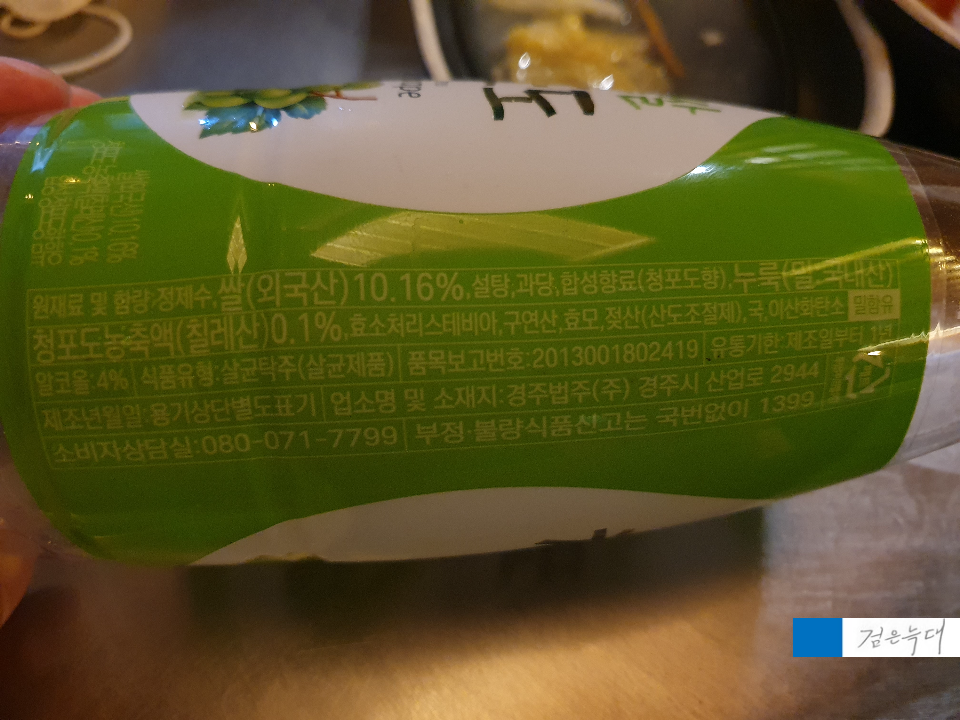 원재료 및 함량:정제수,쌀(외국산)10.16%,설탕,과당,합성향료(청포도향),누룩(밀:국내산)
청포도농축액(칠레산)0.1%,효소처리스테비아,구연산,효모,젖산(산도조절제),국,이산화탄소 밀함유
알코올:4% 식품유형:살균탁주(살균제품) 품목보고번호:2013001802419 유통기한:제조일부터 1년
제조년월일:용기상단별도표기 업소명 및 소재지:경주법주(주) 경주시 산업로 2944
소비자상담실:080-071-7799 부정·불량식품신고는 국번없이 1399
검은늑대